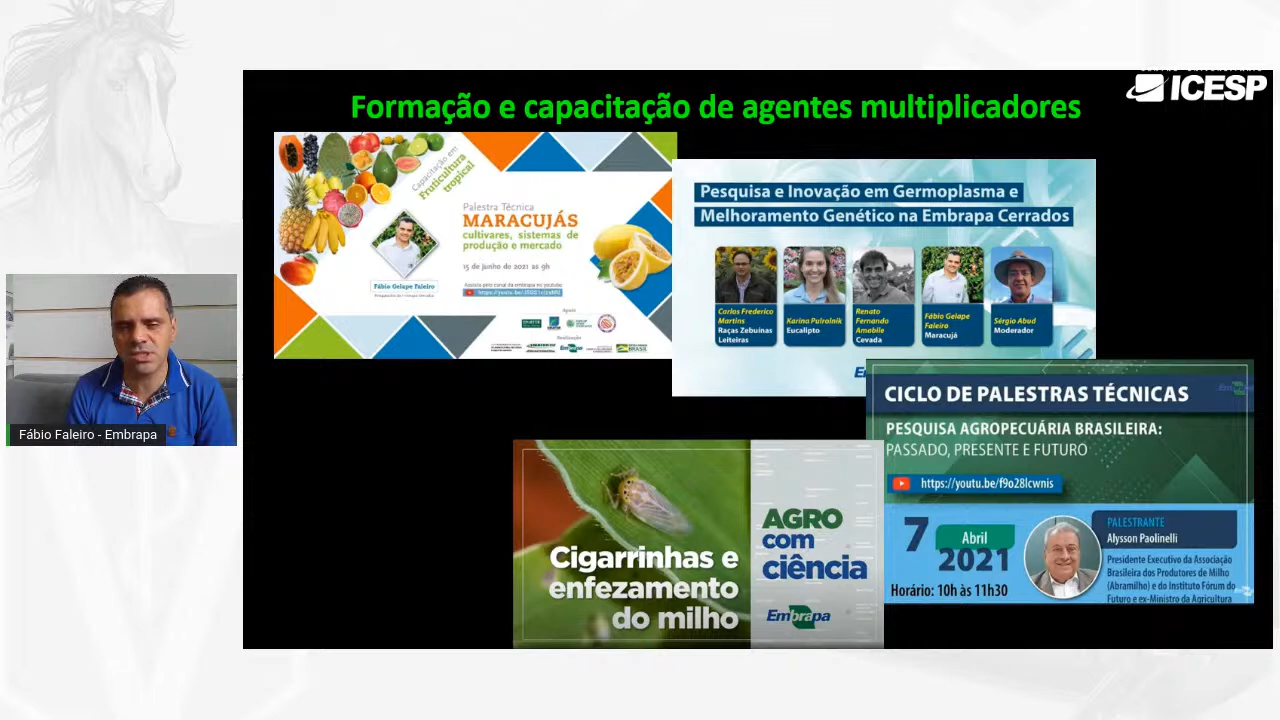 ICESP
Formação e capacitação de agentes multiplicadores
Capacitação em
Fruticultura
tropical
Palestra Técnica
MARACUJÁS
cultivares, sistemas de
produção e mercado
15 de junho de 2021 às 9h
Fábio Gelape Faleiro
Realização
Embrapa
BRASIL
Pesquisa e Inovação em Germoplasma e
Melhoramento Genético na Embrapa Cerrados
Carlos Frederico
Martins
Raças Zebuínas
Leiteiras
Karina Pulrolnik
Eucalipto
Renato
Fernando
Amabile
Cevada
Fábio Gelape
Faleiro
Maracujá
Sérgio Abud
Moderador
CICLO DE PALESTRAS TÉCNICAS
PESQUISA AGROPECUÁRIA BRASILEIRA:
PASSADO, PRESENTE E FUTURO
https://youtu.be/f9o28lcwnis
7
Abril
2021
Horário: 10h às 11h30
PALESTRANTE
Alysson Paolinelli
Presidente Executivo da Associação
Brasileira dos Produtores de Milho
(Abramilho) e do Instituto Fórum do
Futuro e ex-Ministro da Agricultura
Cigarrinhas e
enfezamento
do milho
AGRO
com
ciência
Embrapa
Fábio Faleiro - Embrapa